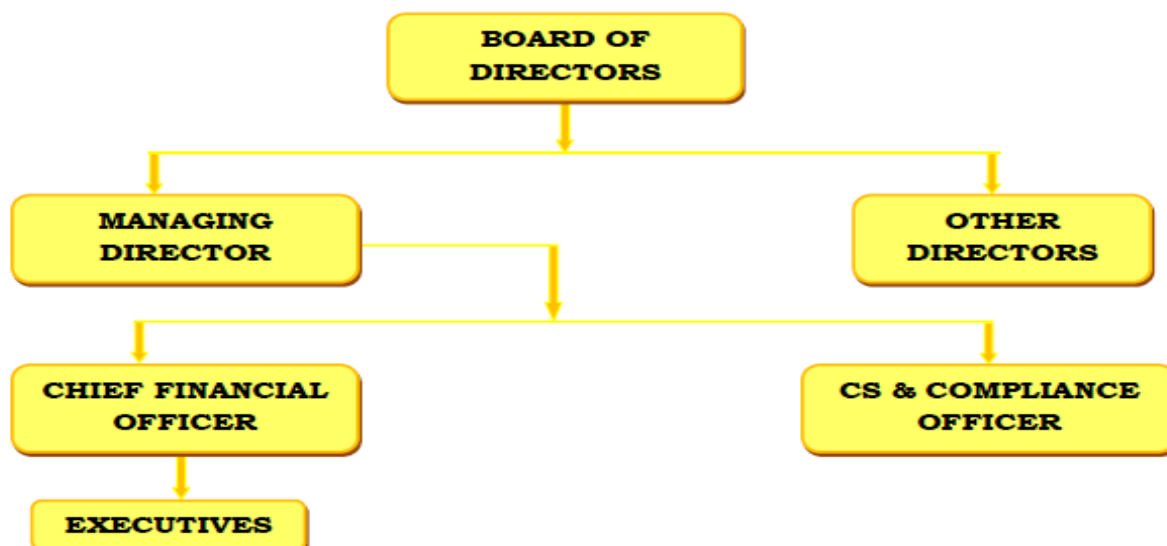 BOARD OF
DIRECTORS
MANAGING
DIRECTOR
OTHER
DIRECTORS
CHIEF FINANCIAL
OFFICER
CS & COMPLIANCE
OFFICER
EXECUTIVES